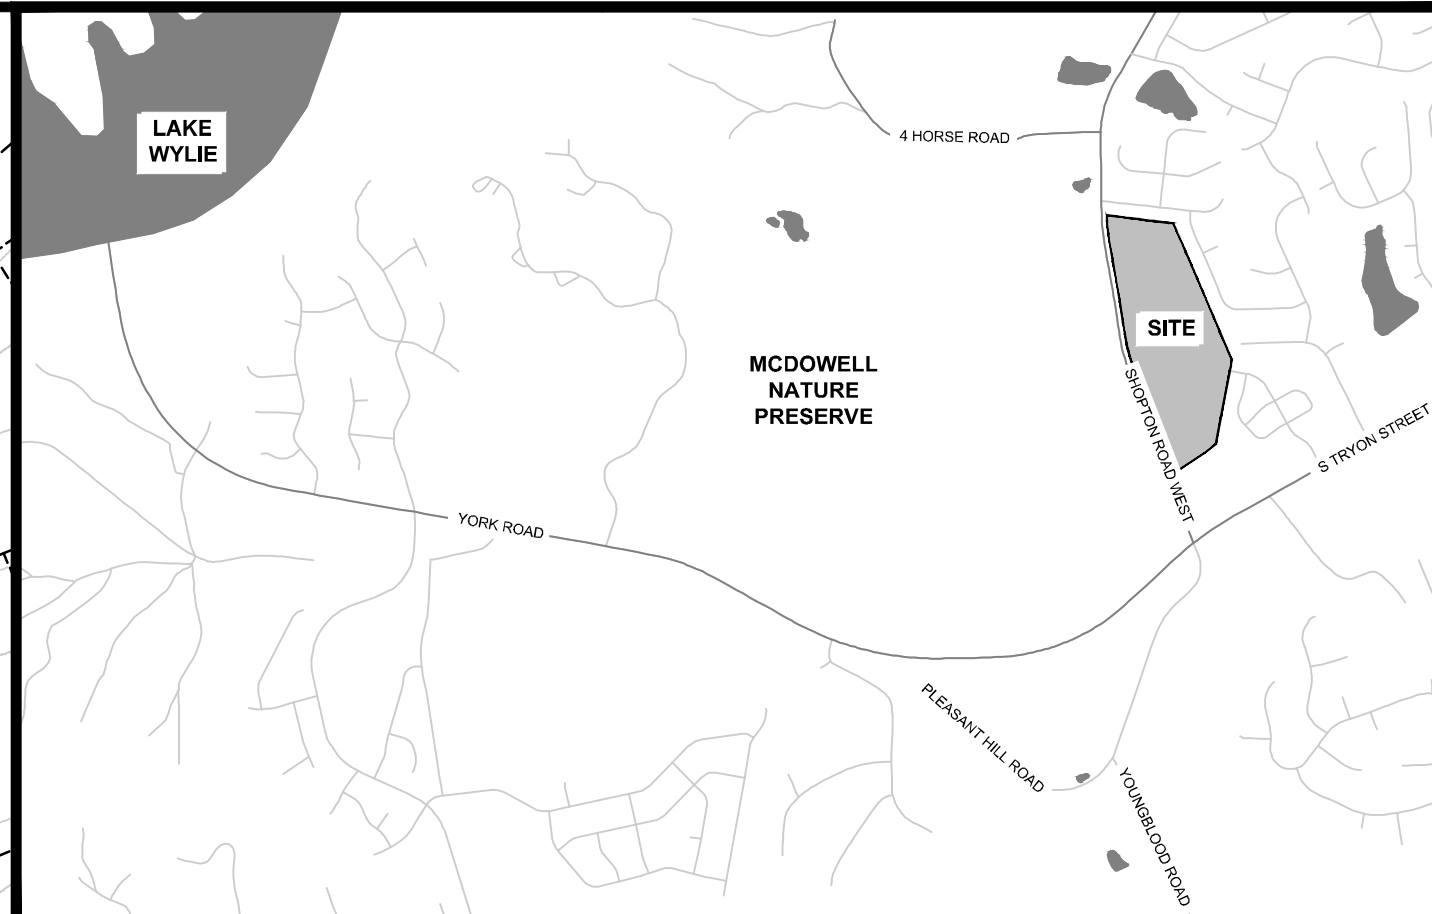 LAKE
WYLIE
4 HORSE ROAD
SITE
MCDOWELL
NATURE
PRESERVE
SHOPTON ROAD WEST
S TRYON STREET
YORK ROAD
PLEASANT HILL ROAD
YOUNGBLOOD ROAD